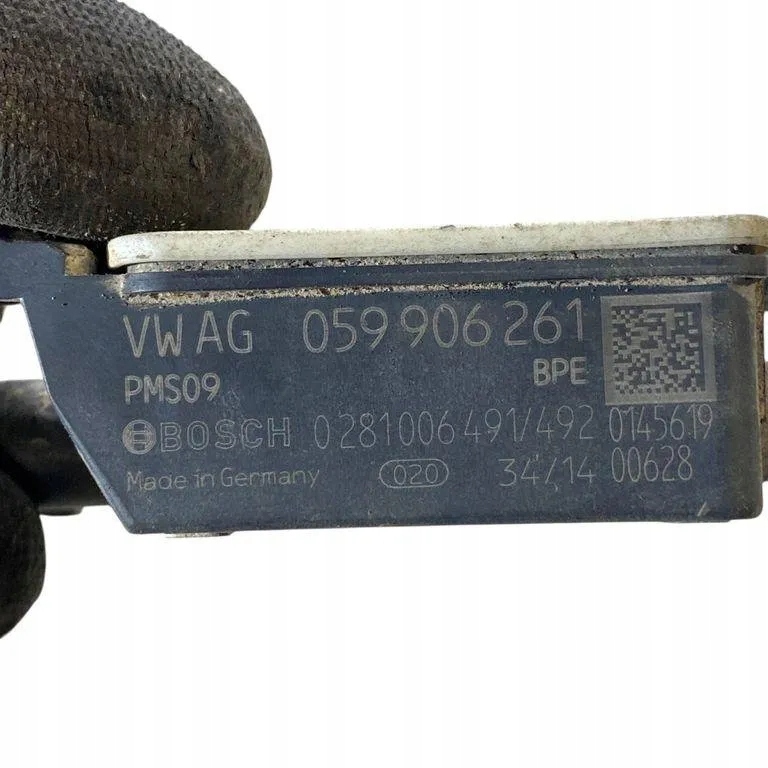 VW AG 059 906 261
PMS09 BPE
BOSCH 0 281 006 491/492 0145619
Made in Germany 020 34/14 00628